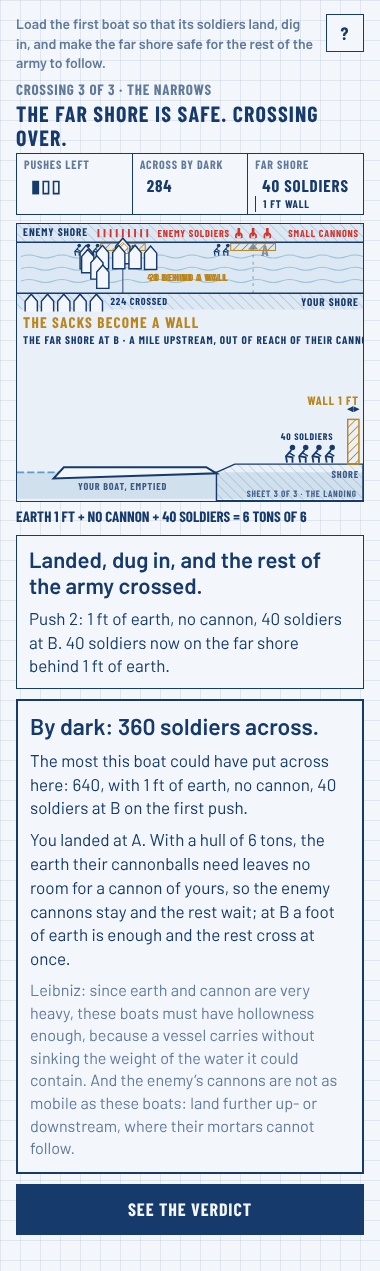 Load the first boat so that its soldiers land, dig
in, and make the far shore safe for the rest of the
army to follow.
?
CROSSING 3 OF 3 · THE NARROWS
THE FAR SHORE IS SAFE. CROSSING
OVER.
PUSHES LEFT
ACROSS BY DARK
284
FAR SHORE
40 SOLDIERS
1 FT WALL
ENEMY SHORE
ENEMY SOLDIERS
SMALL CANNONS
BEHIND A WALL
224 CROSSED
YOUR SHORE
THE SACKS BECOME A WALL
THE FAR SHORE AT B · A MILE UPSTREAM, OUT OF REACH OF THEIR CANN
WALL 1 FT
40 SOLDIERS
SHORE
YOUR BOAT, EMPTIED
SHEET 3 OF 3 · THE LANDING
EARTH 1 FT + NO CANNON + 40 SOLDIERS = 6 TONS OF 6
Landed, dug in, and the rest of
the army crossed.
Push 2: 1 ft of earth, no cannon, 40 soldiers
at B. 40 soldiers now on the far shore
behind 1 ft of earth.
By dark: 360 soldiers across.
The most this boat could have put across
here: 640, with 1 ft of earth, no cannon, 40
soldiers at B on the first push.
You landed at A. With a hull of 6 tons, the
earth their cannonballs need leaves no
room for a cannon of yours, so the enemy
cannons stay and the rest wait; at B a foot
of earth is enough and the rest cross at
once.
Leibniz: since earth and cannon are very
heavy, these boats must have hollowness
enough, because a vessel carries without
sinking the weight of the water it could
contain. And the enemy's cannons are not as
mobile as these boats: land further up- or
downstream, where their mortars cannot
follow.
SEE THE VERDICT